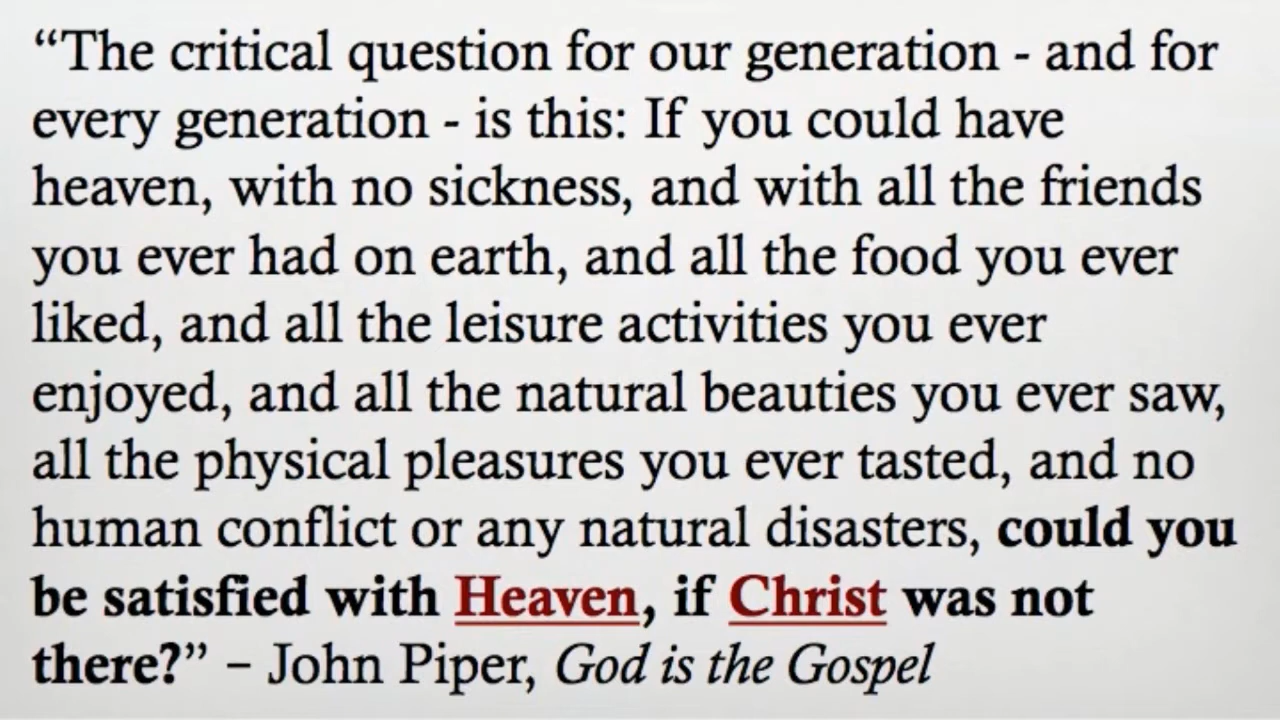 “The critical question for our generation - and for
every generation - is this: If you could have
heaven, with no sickness, and with all the friends
you ever had on earth, and all the food you ever
liked, and all the leisure activities you ever
enjoyed, and all the natural beauties you ever saw,
all the physical pleasures you ever tasted, and no
human conflict or any natural disasters, could you
be satisfied with Heaven, if Christ was not
there?” – John Piper, God is the Gospel